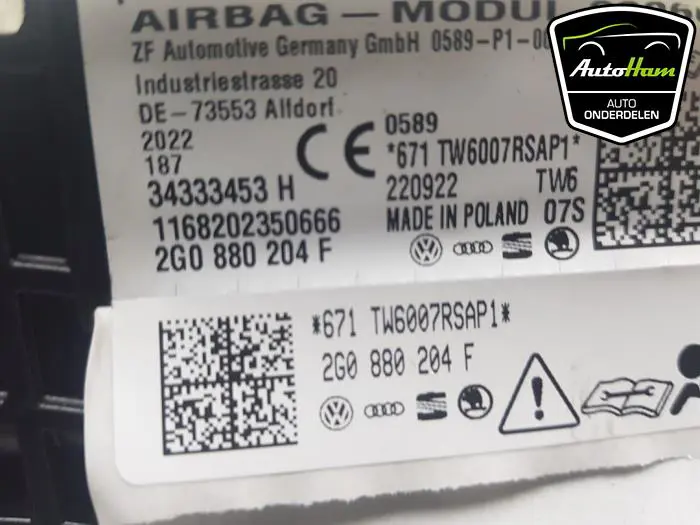 AIRBAG – MODUL
ZF Automotive Germany GmbH 0589-P1-00
Industriestrasse 20
DE-73553 Alfdorf
2022
187
34333453 H
1168202350666
2G0 880 204 F
CE 0589
*671 TW6007RSAP1*
220922 TW6
MADE IN POLAND 07S
*671 TW6007RSAP1*
2G0 880 204 F
AutoHam
AUTO
ONDERDELEN